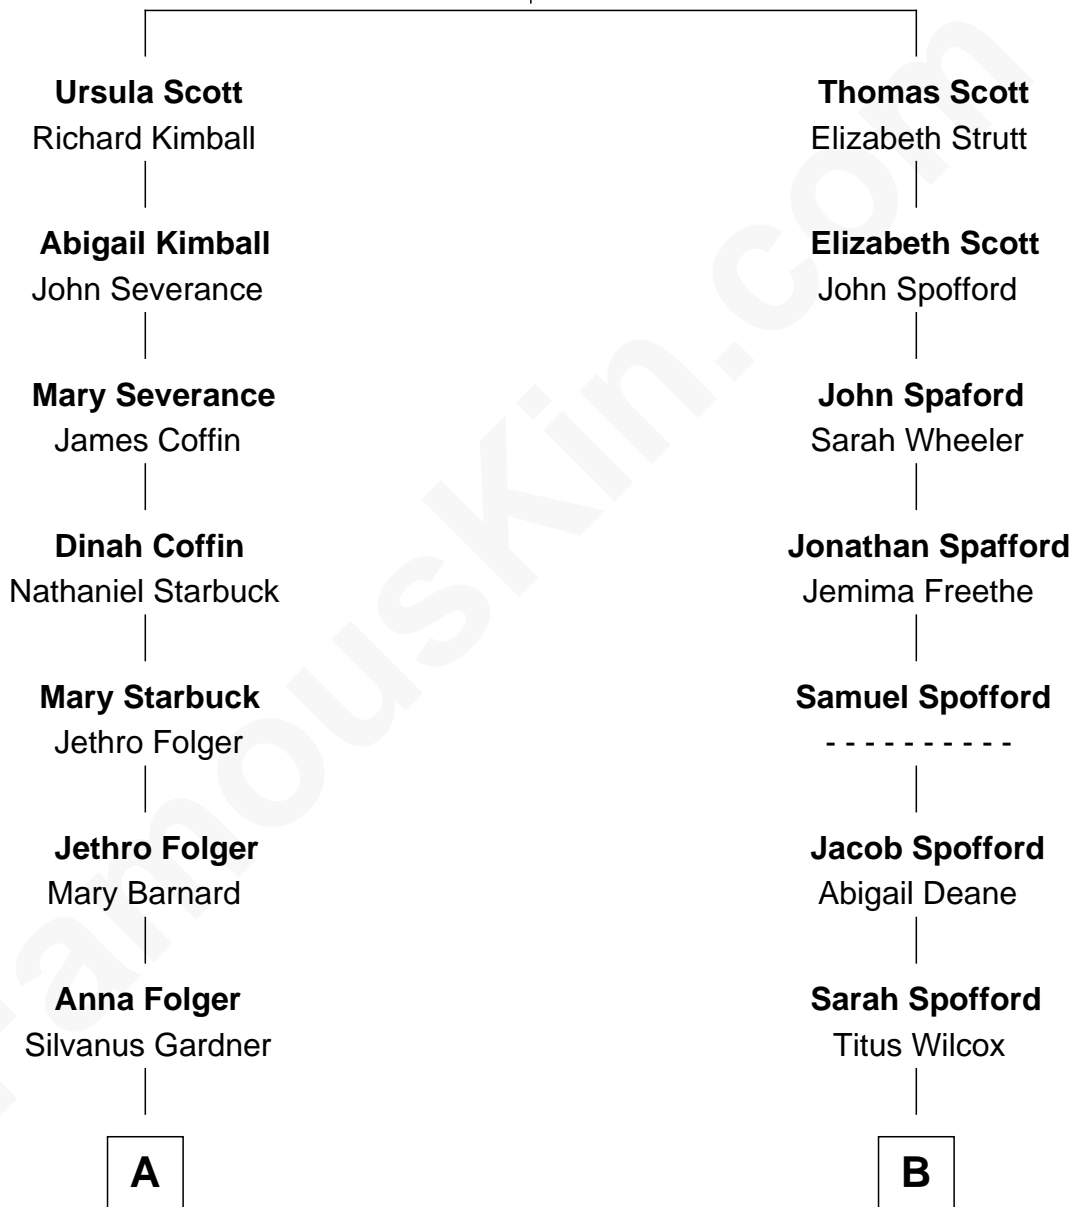 Ursula Scott
Richard Kimball
Abigail Kimball
John Severance
Mary Severance
James Coffin
Dinah Coffin
Nathaniel Starbuck
Mary Starbuck
Jethro Folger
Jethro Folger
Mary Barnard
Anna Folger
Silvanus Gardner
A
Thomas Scott
Elizabeth Strutt
Elizabeth Scott
John Spofford
John Spaford
Sarah Wheeler
Jonathan Spafford
Jemima Freethe
Samuel Spofford
- - - - - - - - - -
Jacob Spofford
Abigail Deane
Sarah Spofford
Titus Wilcox
B
FamousKin.com